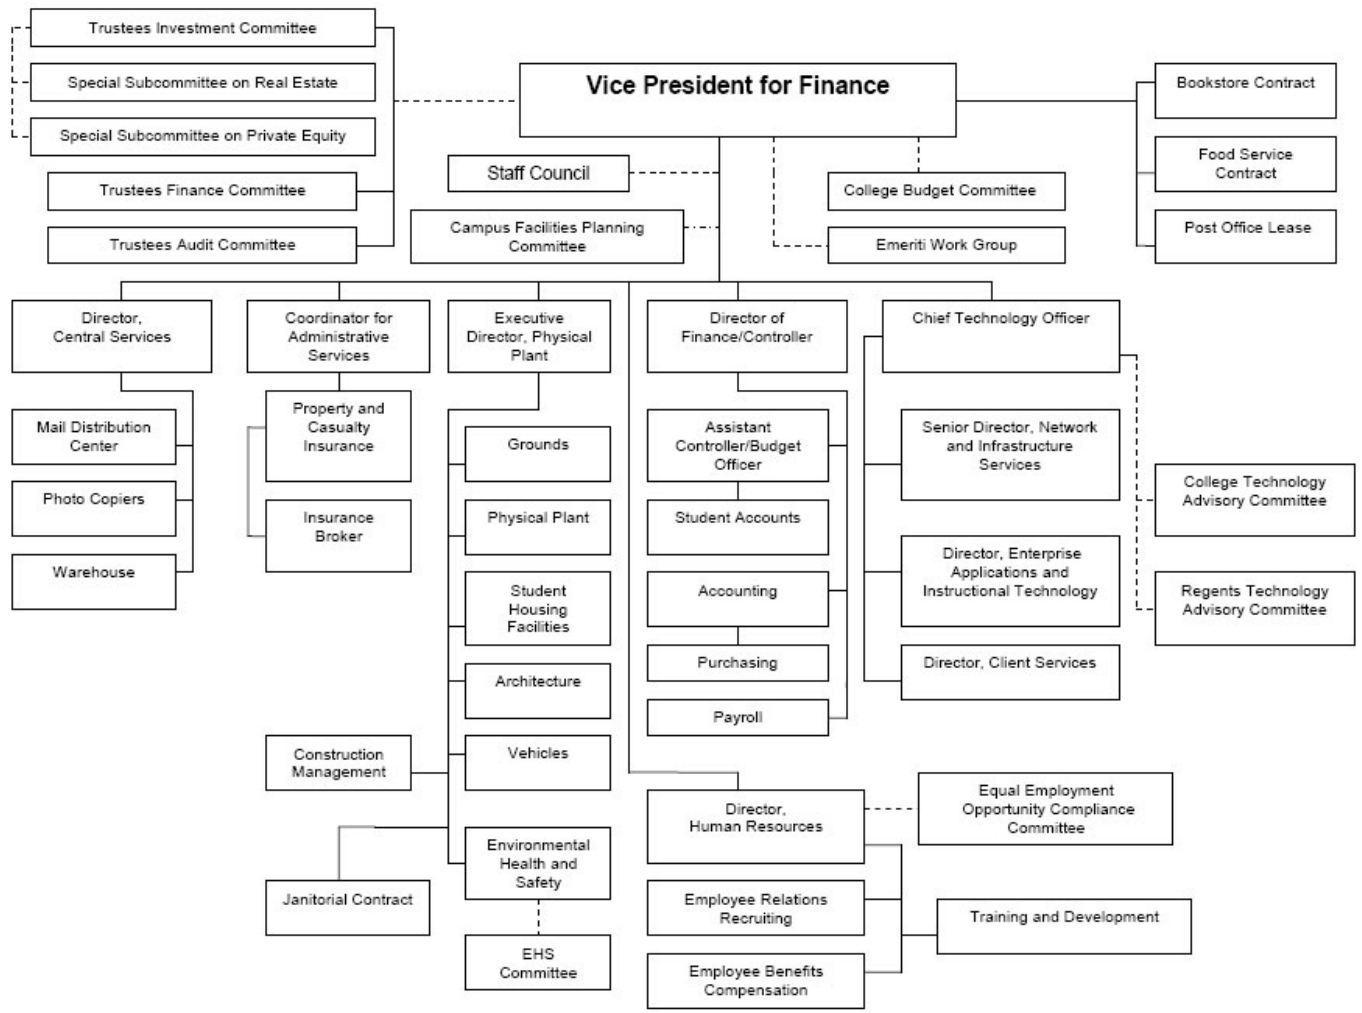 Trustees Investment Committee
Special Subcommittee on Real Estate
Special Subcommittee on Private Equity
Trustees Finance Committee
Trustees Audit Committee
Vice President for Finance
Bookstore Contract
Food Service
Contract
Post Office Lease
Staff Council
Campus Facilities Planning
Committee
College Budget Committee
Emeriti Work Group
Director,
Central Services
Coordinator for
Administrative
Services
Executive
Director, Physical
Plant
Director of
Finance/Controller
Chief Technology Officer
Mail Distribution
Center
Photo Copiers
Warehouse
Property and
Casualty
Insurance
Insurance
Broker
Grounds
Physical Plant
Student
Housing
Facilities
Architecture
Vehicles
Construction
Management
Janitorial Contract
Environmental
Health and
Safety
EHS
Committee
Assistant
Controller/Budget
Officer
Student Accounts
Accounting
Purchasing
Payroll
Senior Director, Network
and Infrastructure
Services
Director, Enterprise
Applications and
Instructional Technology
Director, Client Services
College Technology
Advisory Committee
Regents Technology
Advisory Committee
Director,
Human Resources
Equal Employment
Opportunity Compliance
Committee
Employee Relations
Recruiting
Training and Development
Employee Benefits
Compensation